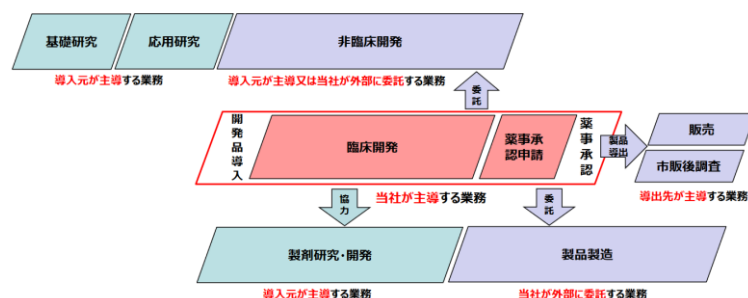 基礎研究
応用研究
非臨床開発
導入元が主導する業務
導入元が主導又は当社が外部に委託する業務
委託
開発品導入
臨床開発
薬事承
認申請
薬事承認
製品
導出
販売
市販後調査
協力
当社が主導する業務
委託
導出先が主導する業務
製剤研究・開発
製品製造
導入元が主導する業務
当社が外部に委託する業務